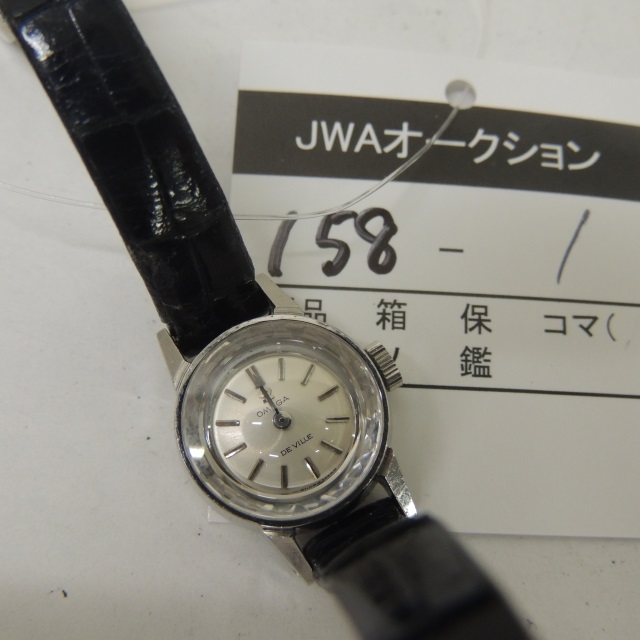 JWAオークション
158 - 1
品 箱 保 コマ(
鑑
OMEGA
DE VILLE